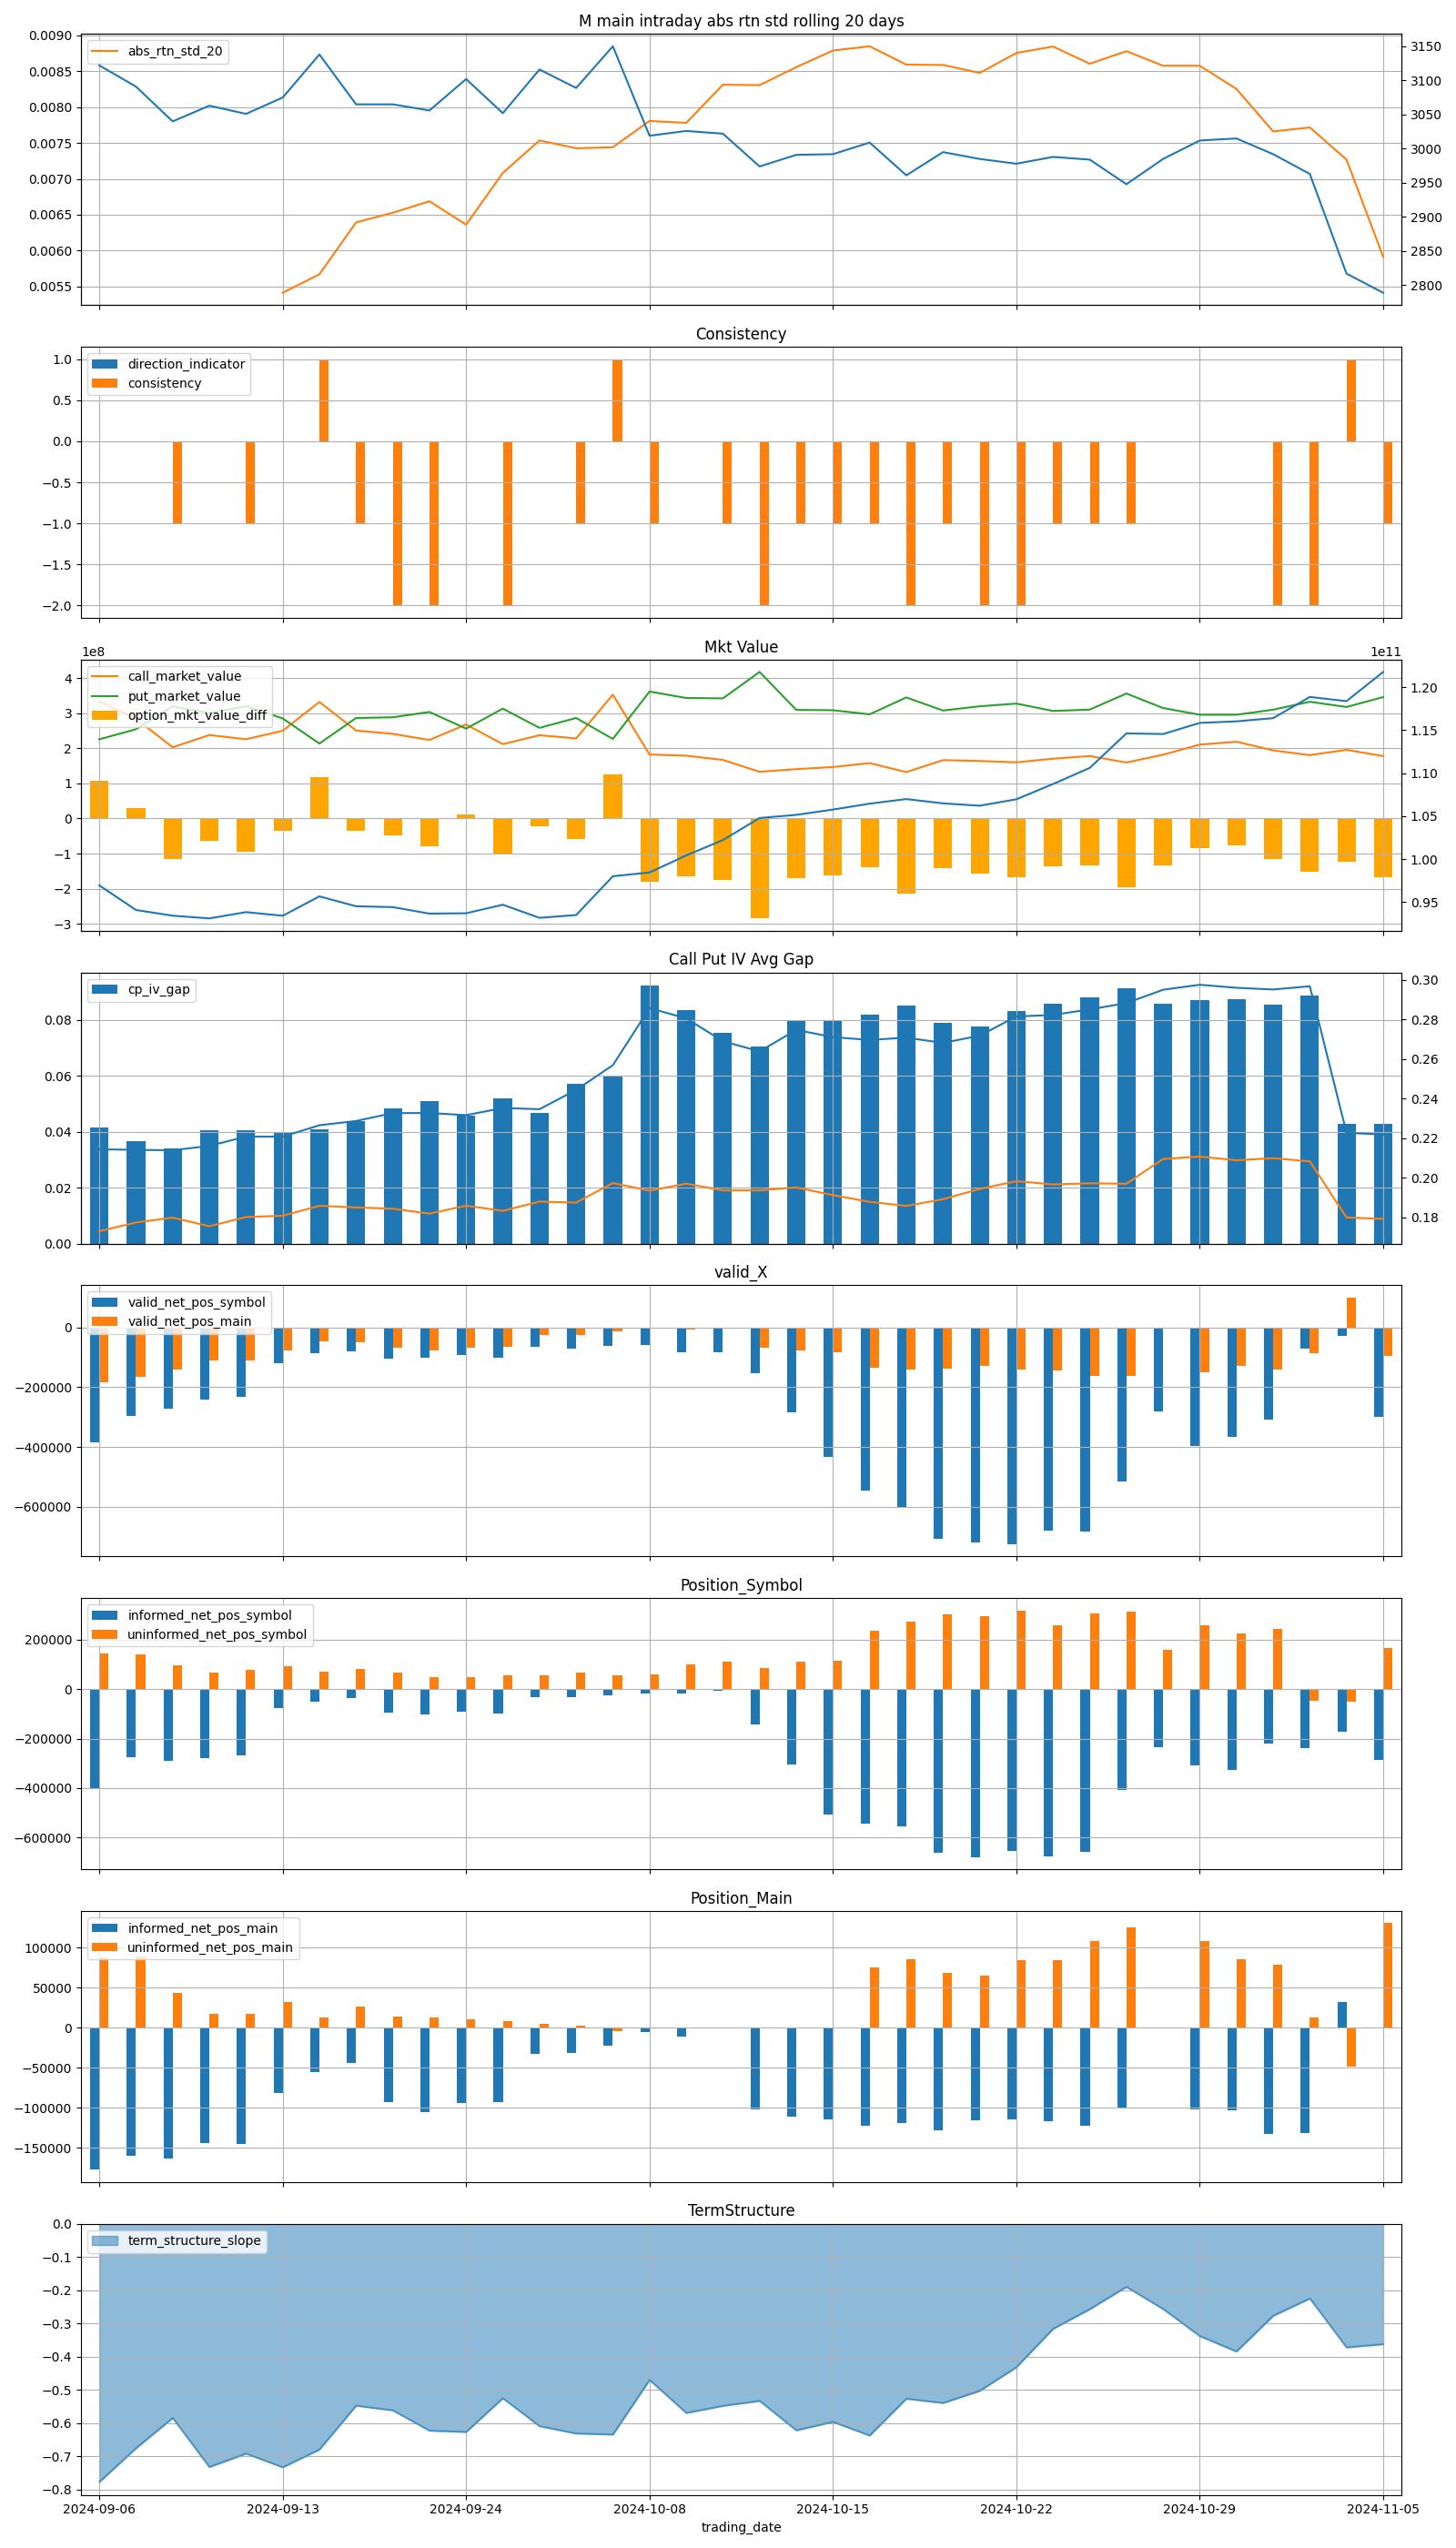 M main intraday abs rtn std rolling 20 days
abs_rtn_std_20
0.0090
0.0085
0.0080
0.0075
0.0070
0.0065
0.0060
0.0055
3150
3100
3050
3000
2950
2900
2850
2800
Consistency
direction_indicator
consistency
1.0
0.5
0.0
−0.5
−1.0
−1.5
−2.0
Mkt Value
1e8
1e11
call_market_value
put_market_value
option_mkt_value_diff
4
3
2
1
0
−1
−2
−3
1.20
1.15
1.10
1.05
1.00
0.95
Call Put IV Avg Gap
cp_iv_gap
0.08
0.06
0.04
0.02
0.00
0.30
0.28
0.26
0.24
0.22
0.20
0.18
valid_X
valid_net_pos_symbol
valid_net_pos_main
0
−200000
−400000
−600000
Position_Symbol
informed_net_pos_symbol
uninformed_net_pos_symbol
200000
0
−200000
−400000
−600000
Position_Main
informed_net_pos_main
uninformed_net_pos_main
100000
50000
0
−50000
−100000
−150000
TermStructure
term_structure_slope
0.0
−0.1
−0.2
−0.3
−0.4
−0.5
−0.6
−0.7
−0.8
2024-09-06 2024-09-13 2024-09-24 2024-10-08 2024-10-15 2024-10-22 2024-10-29 2024-11-05
trading_date